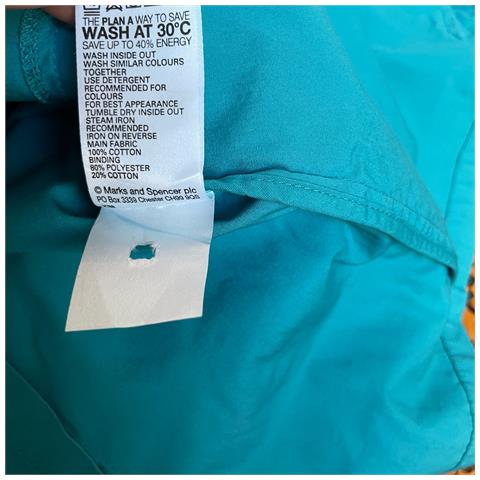 THE PLAN A WAY TO SAVE
WASH AT 30°C
SAVE UP TO 40% ENERGY
WASH INSIDE OUT
WASH SIMILAR COLOURS
TOGETHER
USE DETERGENT
RECOMMENDED FOR
COLOURS
FOR BEST APPEARANCE
TUMBLE DRY INSIDE OUT
STEAM IRON
RECOMMENDED
IRON ON REVERSE
MAIN FABRIC
100% COTTON
BINDING
80% POLYESTER
20% COTTON
© Marks and Spencer plc
PO Box 3339 Chester CH99 9QS